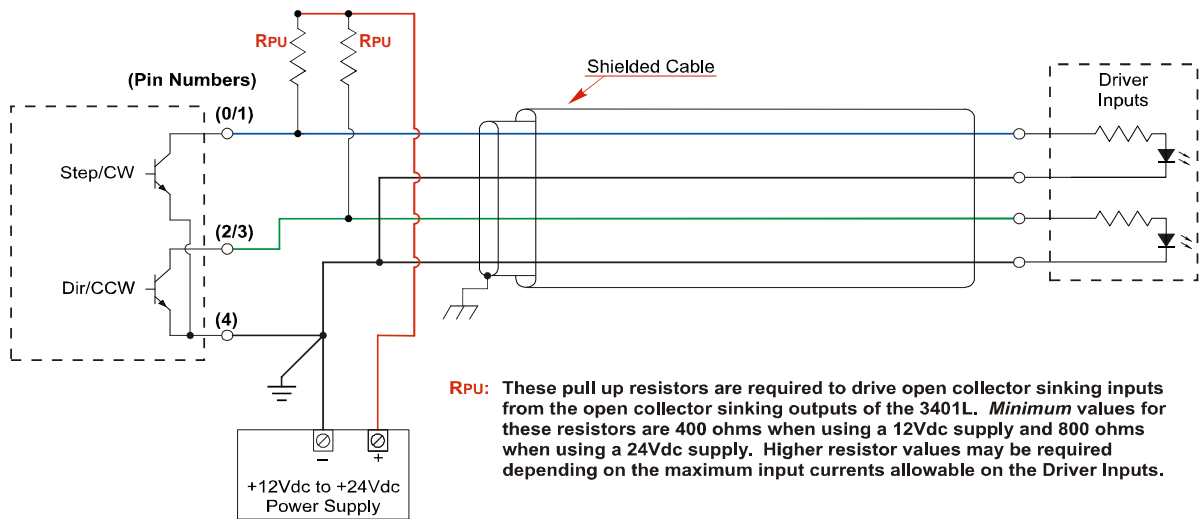 RPU
RPU
(Pin Numbers)
Shielded Cable
Driver
Inputs
(0/1)
Step/CW
(2/3)
Dir/CCW
(4)
RPU: These pull up resistors are required to drive open collector sinking inputs
from the open collector sinking outputs of the 3401L. Minimum values for
these resistors are 400 ohms when using a 12Vdc supply and 800 ohms
when using a 24Vdc supply. Higher resistor values may be required
depending on the maximum input currents allowable on the Driver Inputs.
– +
+12Vdc to +24Vdc
Power Supply